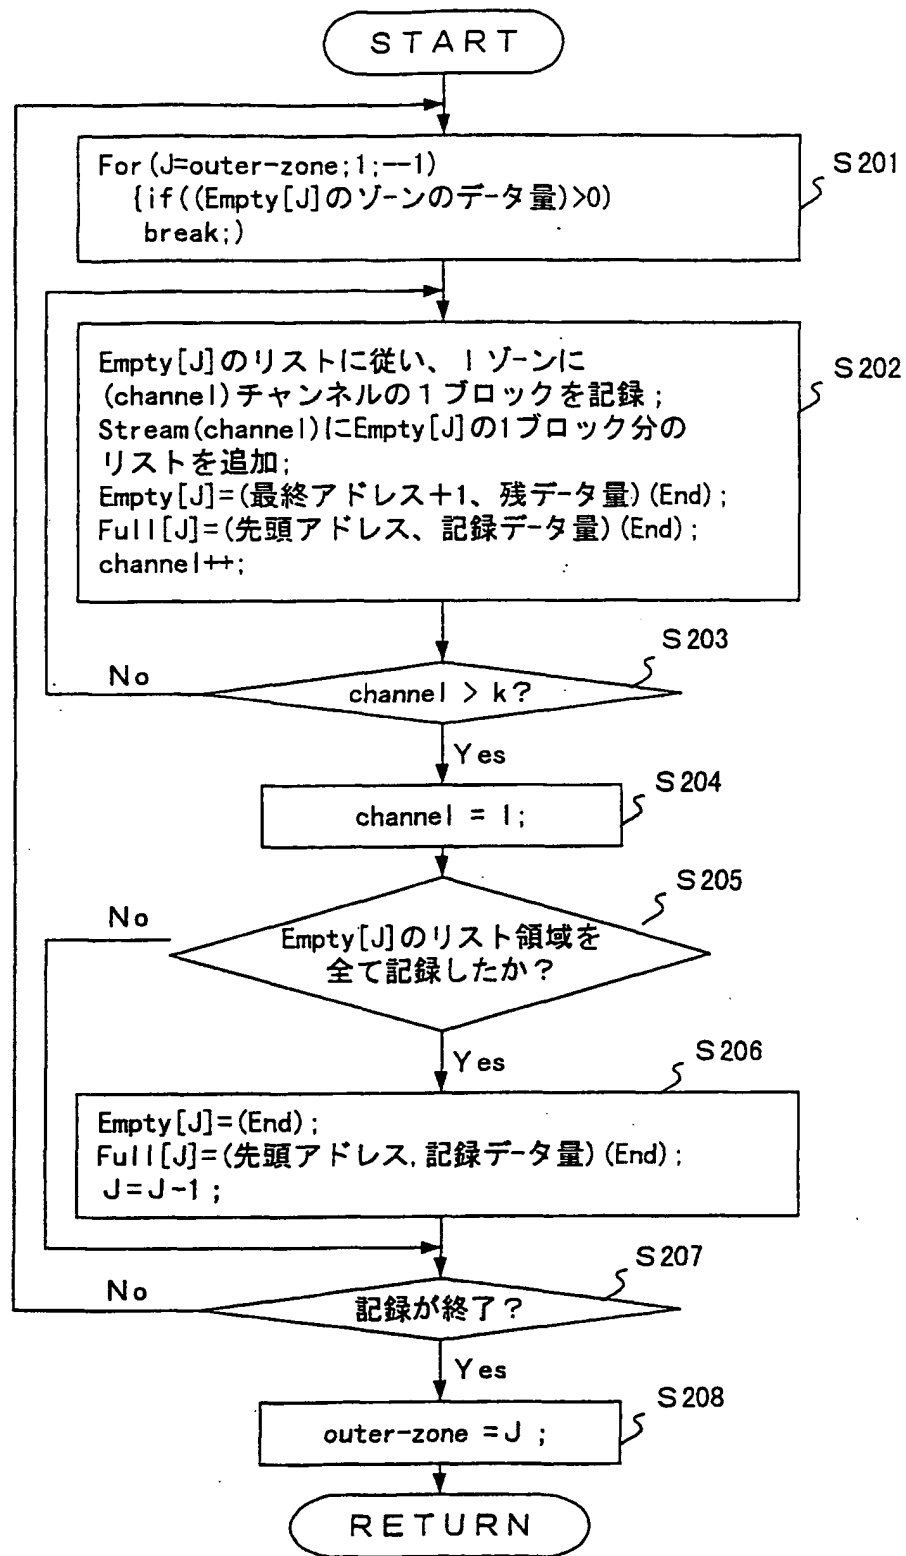 START
For(J=outer-zone;1;--1)
{if((Empty[J]のゾーンのデータ量)>0)
break;)
S201
Empty[J]のリストに従い、1ゾーンに
(channel)チャンネルの1ブロックを記録;
Stream(channel)にEmpty[J]の1ブロック分の
リストを追加;
Empty[J]=(最終アドレス+1、残データ量)(End);
Full[J]=(先頭アドレス、記録データ量)(End);
channel++;
S202
channel > k?
S203
No
Yes
channel = 1;
S204
Empty[J]のリスト領域を
全て記録したか?
S205
No
Yes
Empty[J]=(End);
Full[J]=(先頭アドレス,記録データ量)(End);
J=J-1;
S206
記録が終了?
S207
No
Yes
outer-zone =J ;
S208
RETURN